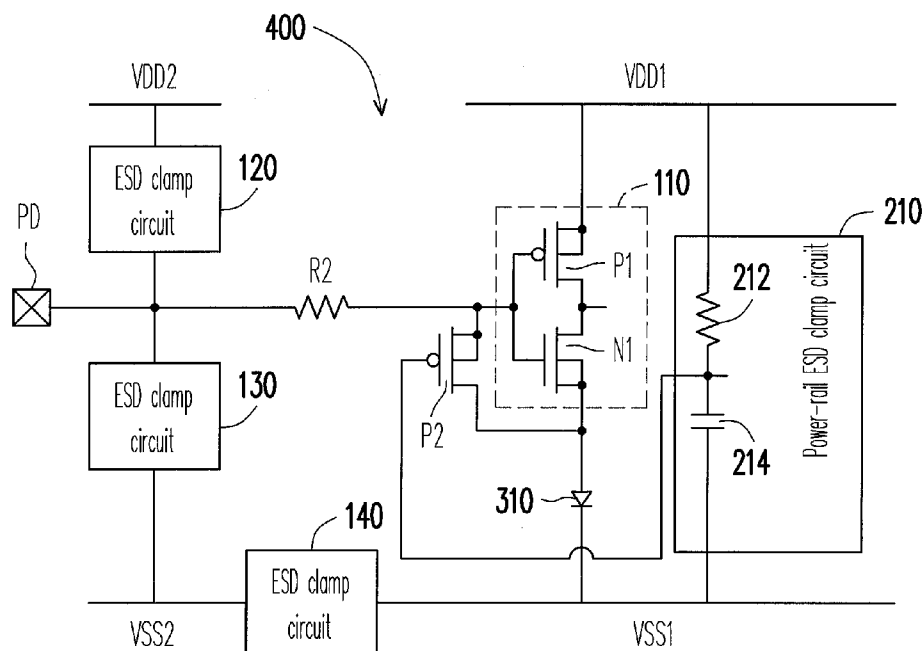 400
VDD2
VDD1
ESD clamp
circuit
120
110
210
PD
R2
P1
212
N1
ESD clamp
circuit
130
P2
214
Power-rail ESD clamp circuit
310
140
ESD clamp
circuit
VSS2
VSS1